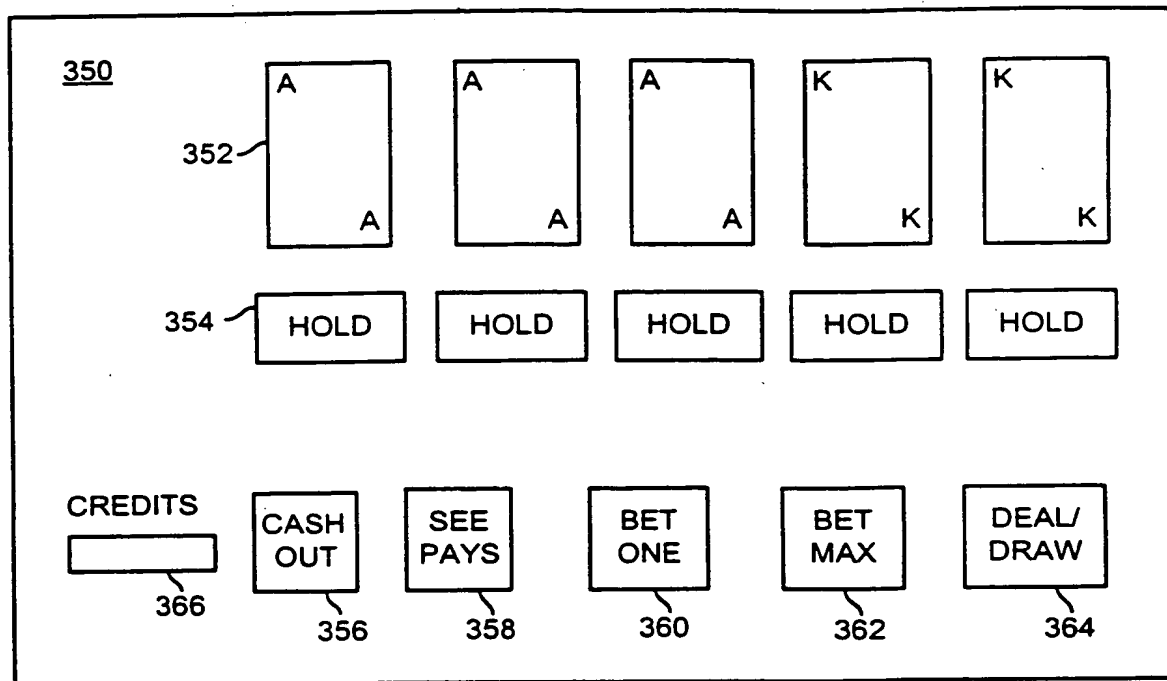 350
A A A K K
352
A A A K K
354
HOLD HOLD HOLD HOLD HOLD
CREDITS
CASH OUT
SEE PAYS
BET ONE
BET MAX
DEAL/ DRAW
366
356 358 360 362 364